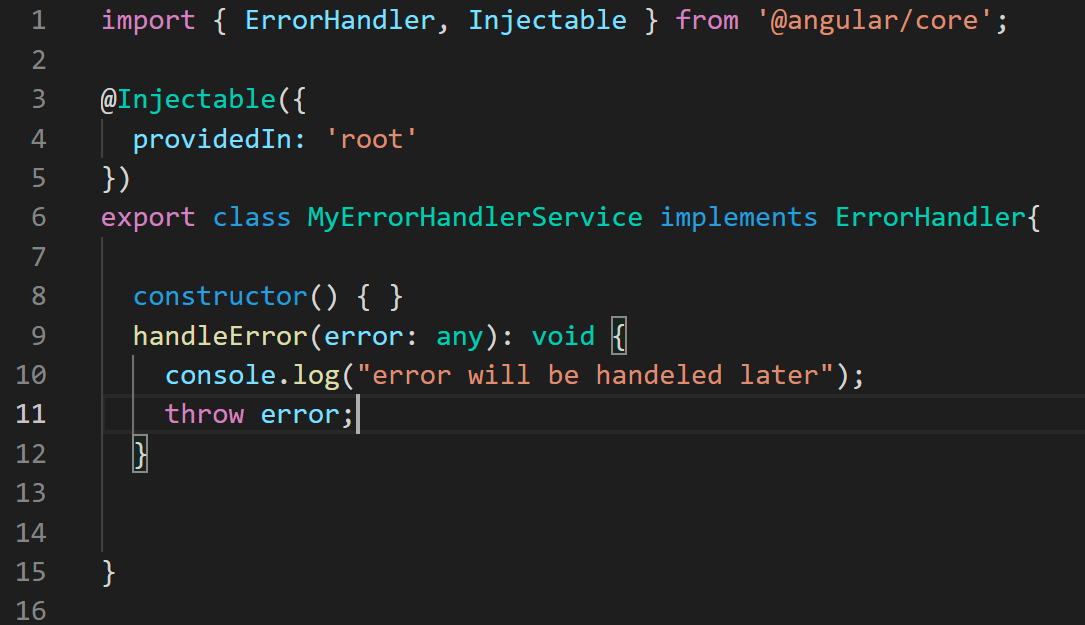 1 import { ErrorHandler, Injectable } from '@angular/core';
2
3 @Injectable({
4   providedIn: 'root'
5 })
6 export class MyErrorHandlerService implements ErrorHandler{
7
8   constructor() { }
9   handleError(error: any): void {
10     console.log("error will be handeled later");
11     throw error;
12   }
13
14
15 }
16